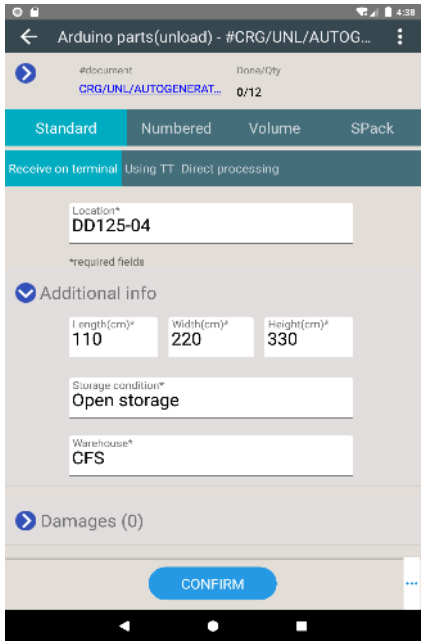 4:38
Arduino parts(unload) - #CRG/UNL/AUTOG...
#document Done/Qty
CRG/UNL/AUTOGENERAT... 0/12
Standard Numbered Volume SPack
Receive on terminal Using TT Direct processing
Location*
DD125-04
*required fields
Additional info
Length(cm)* Width(cm)* Height(cm)*
110 220 330
Storage condition*
Open storage
Warehouse*
CFS
Damages (0)
CONFIRM